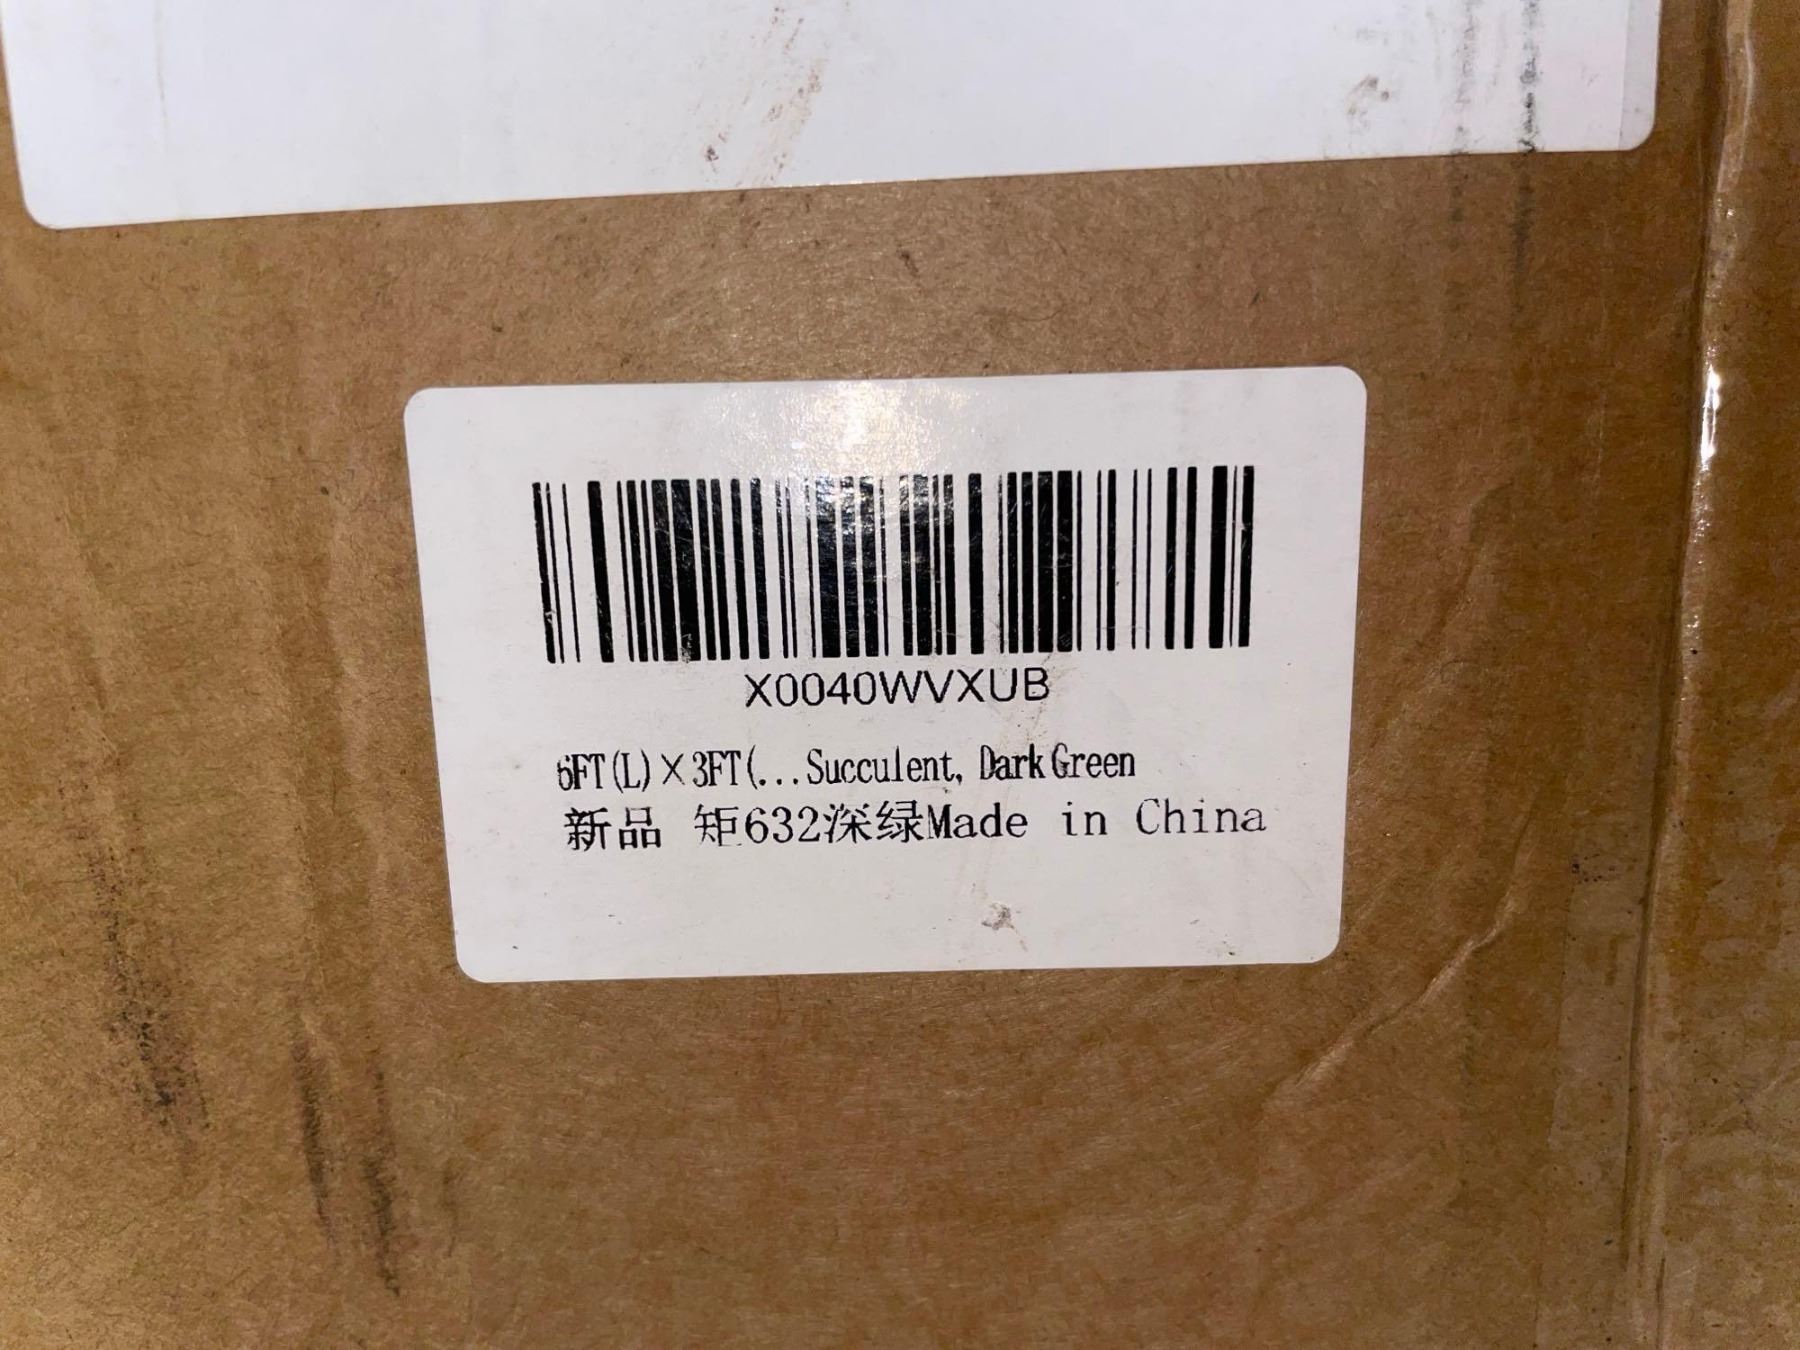 X0040WVXUB
6FT(L)×3FT(...Succulent, Dark Green
新品 矩632深绿Made in China